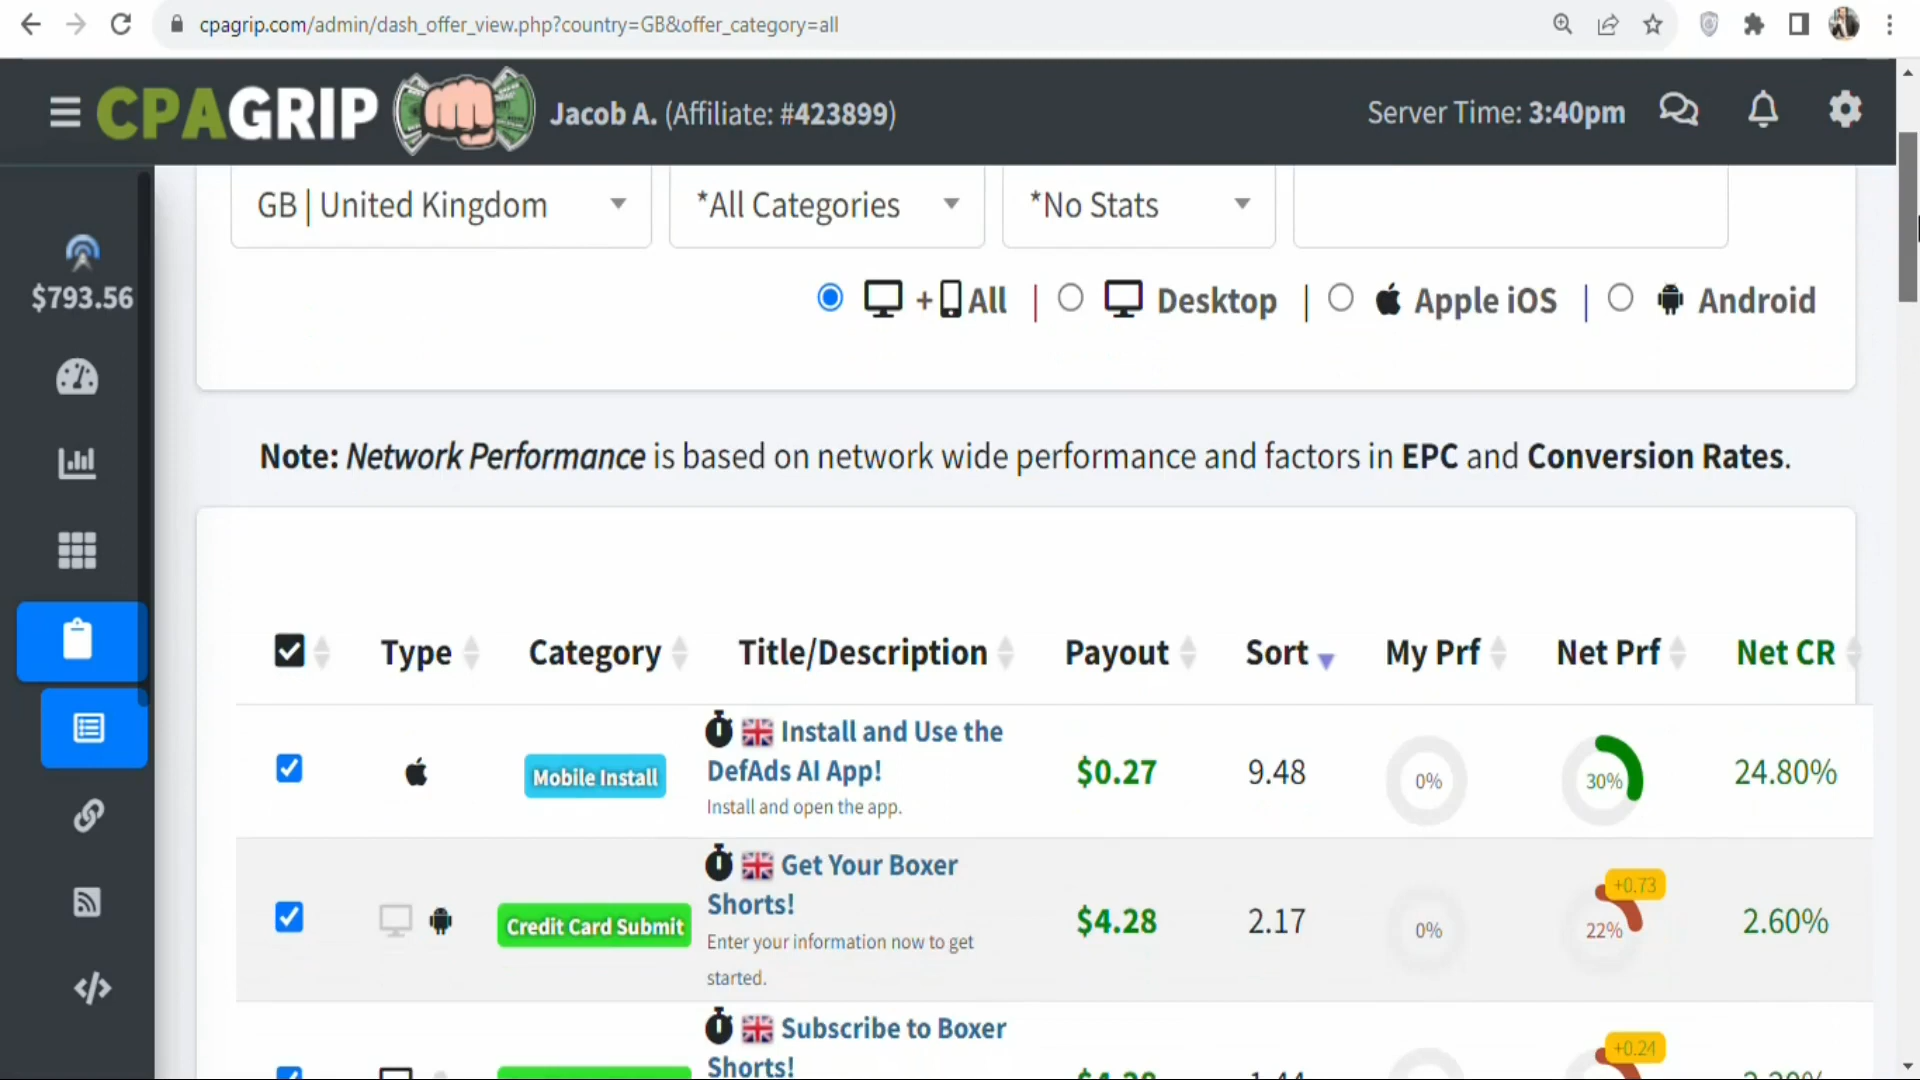 cpagrip.com/admin/dash_offer_view.php?country=GB&offer_category=all
CPAGRIP Jacob A. (Affiliate: #423899) Server Time: 3:40pm
GB | United Kingdom *All Categories *No Stats
$793.56
+ All | Desktop | Apple iOS | Android
Note: Network Performance is based on network wide performance and factors in EPC and Conversion Rates.
Type Category Title/Description Payout Sort My Prf Net Prf Net CR
Mobile Install Install and Use the DefAds AI App! $0.27 9.48 0% 30% 24.80%
Install and open the app.
Credit Card Submit Get Your Boxer Shorts! $4.28 2.17 0% +0.73 22% 2.60%
Enter your information now to get
started.
Subscribe to Boxer +0.24
Shorts!